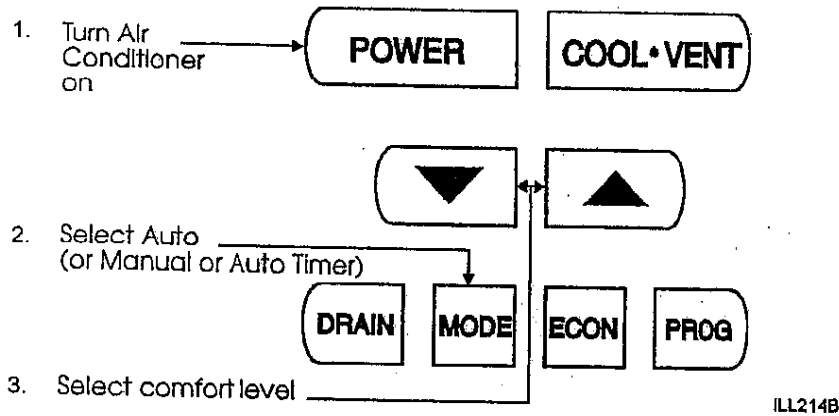 1. Turn Air Conditioner on
POWER
COOL•VENT
2. Select Auto
(or Manual or Auto Timer)
DRAIN
MODE
ECON
PROG
3. Select comfort level
ILL214B